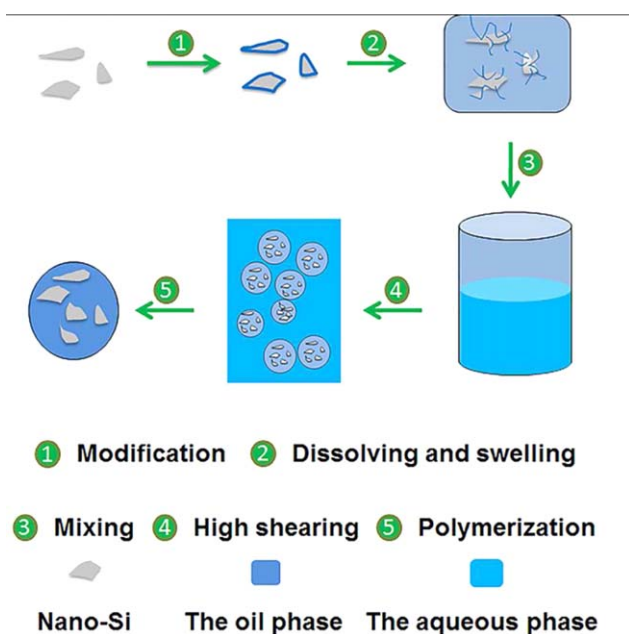 1
2
3
4
5
1 Modification 2 Dissolving and swelling
3 Mixing 4 High shearing 5 Polymerization
Nano-Si The oil phase The aqueous phase